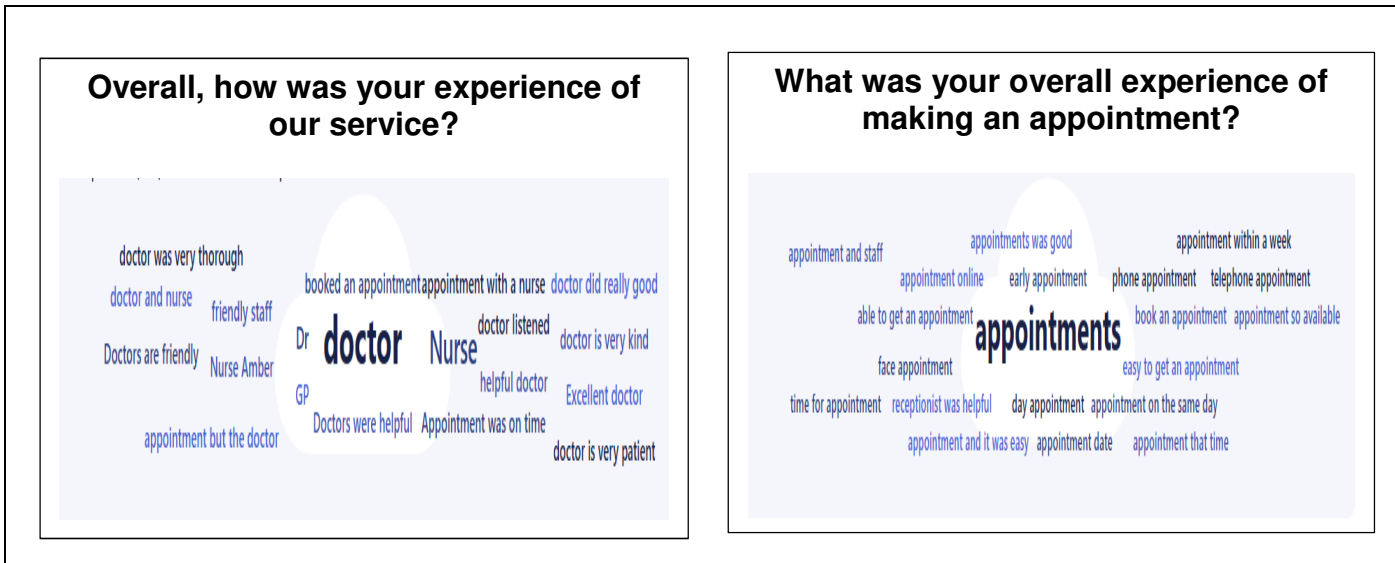 Overall, how was your experience of
our service?
doctor was very thorough
booked an appointment appointment with a nurse doctor did really good
doctor and nurse
friendly staff
doctor listened
Dr doctor Nurse
doctor is very kind
Doctors are friendly
Nurse Amber
helpful doctor
GP
Excellent doctor
Doctors were helpful Appointment was on time
appointment but the doctor
doctor is very patient
What was your overall experience of
making an appointment?
appointments was good
appointment within a week
appointment and staff
appointment online early appointment phone appointment telephone appointment
able to get an appointment
appointments
book an appointment appointment so available
face appointment
easy to get an appointment
time for appointment receptionist was helpful day appointment appointment on the same day
appointment and it was easy appointment date appointment that time